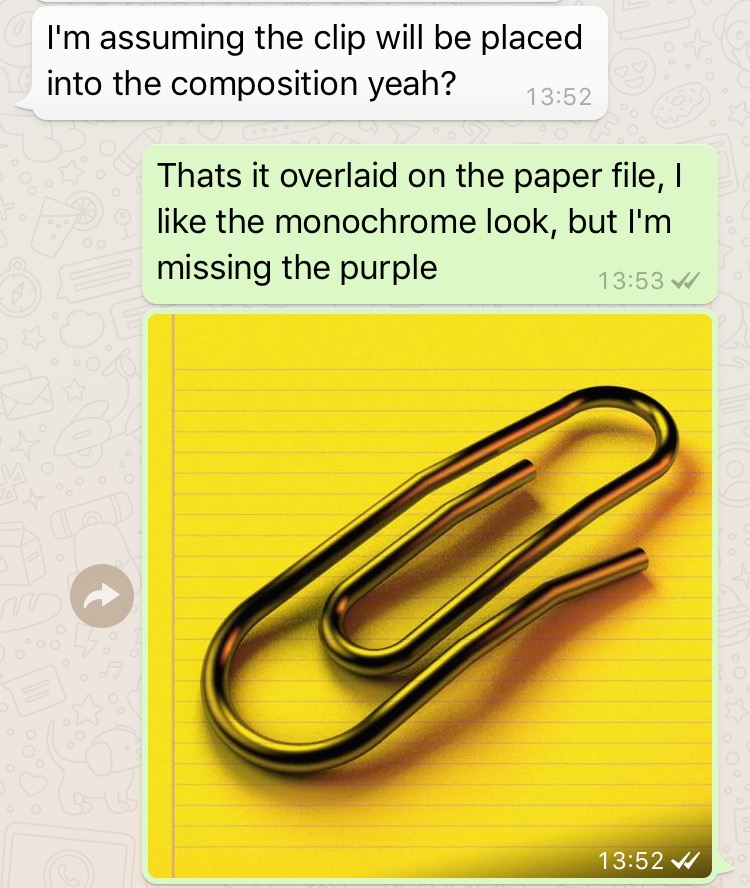 I'm assuming the clip will be placed
into the composition yeah?
13:52
Thats it overlaid on the paper file, I
like the monochrome look, but I'm
missing the purple
13:53
13:52